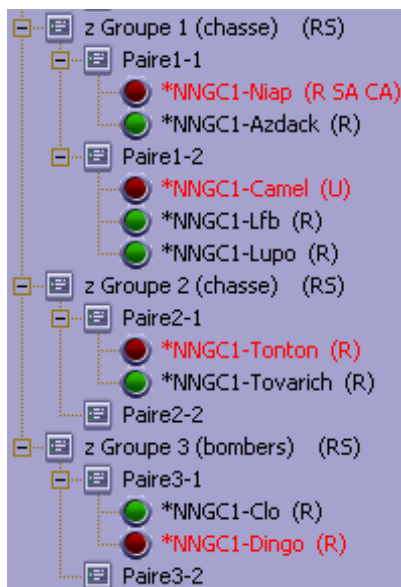 z Groupe 1 (chasse) (RS)
Paire1-1
*NNGC1-Niap (R SA CA)
*NNGC1-Azdack (R)
Paire1-2
*NNGC1-Camel (U)
*NNGC1-Lfb (R)
*NNGC1-Lupo (R)
z Groupe 2 (chasse) (RS)
Paire2-1
*NNGC1-Tonton (R)
*NNGC1-Tovarich (R)
Paire2-2
z Groupe 3 (bombers) (RS)
Paire3-1
*NNGC1-Clo (R)
*NNGC1-Dingo (R)
Paire3-2